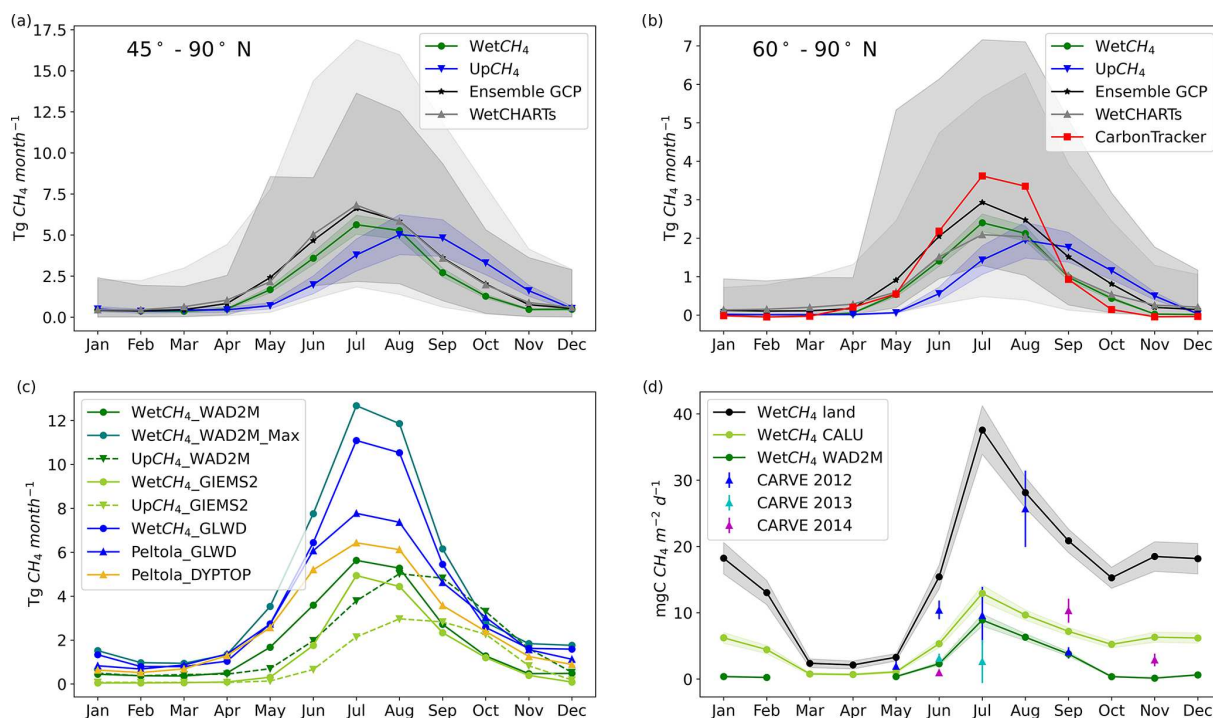 (a)
17.5
15.0
12.5
10.0
7.5
5.0
2.5
0.0
Tg CH₄ month⁻¹
45° - 90° N
WetCH₄
UpCH₄
Ensemble GCP
WetCHARTs
Jan Feb Mar Apr May Jun Jul Aug Sep Oct Nov Dec
(b)
7
6
5
4
3
2
1
0
Tg CH₄ month⁻¹
60° - 90° N
WetCH₄
UpCH₄
Ensemble GCP
WetCHARTs
CarbonTracker
Jan Feb Mar Apr May Jun Jul Aug Sep Oct Nov Dec
(c)
12
10
8
6
4
2
0
Tg CH₄ month⁻¹
WetCH₄_WAD2M
WetCH₄_WAD2M_Max
UpCH₄_WAD2M
WetCH₄_GIEMS2
UpCH₄_GIEMS2
WetCH₄_GLWD
Peltola_GLWD
Peltola_DYPTOP
Jan Feb Mar Apr May Jun Jul Aug Sep Oct Nov Dec
(d)
40
30
20
10
0
mgC CH₄ m⁻² d⁻¹
WetCH₄ land
WetCH₄ CALU
WetCH₄ WAD2M
CARVE 2012
CARVE 2013
CARVE 2014
Jan Feb Mar Apr May Jun Jul Aug Sep Oct Nov Dec